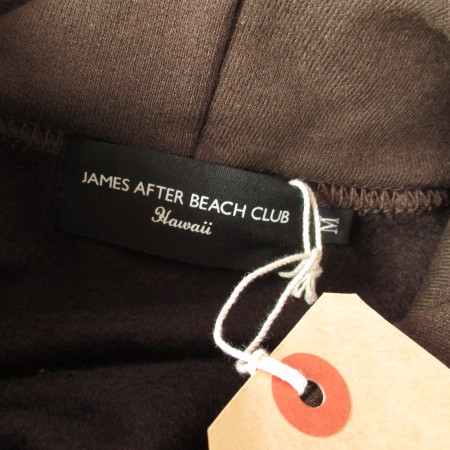 JAMES AFTER BEACH CLUB
Hawaii
M